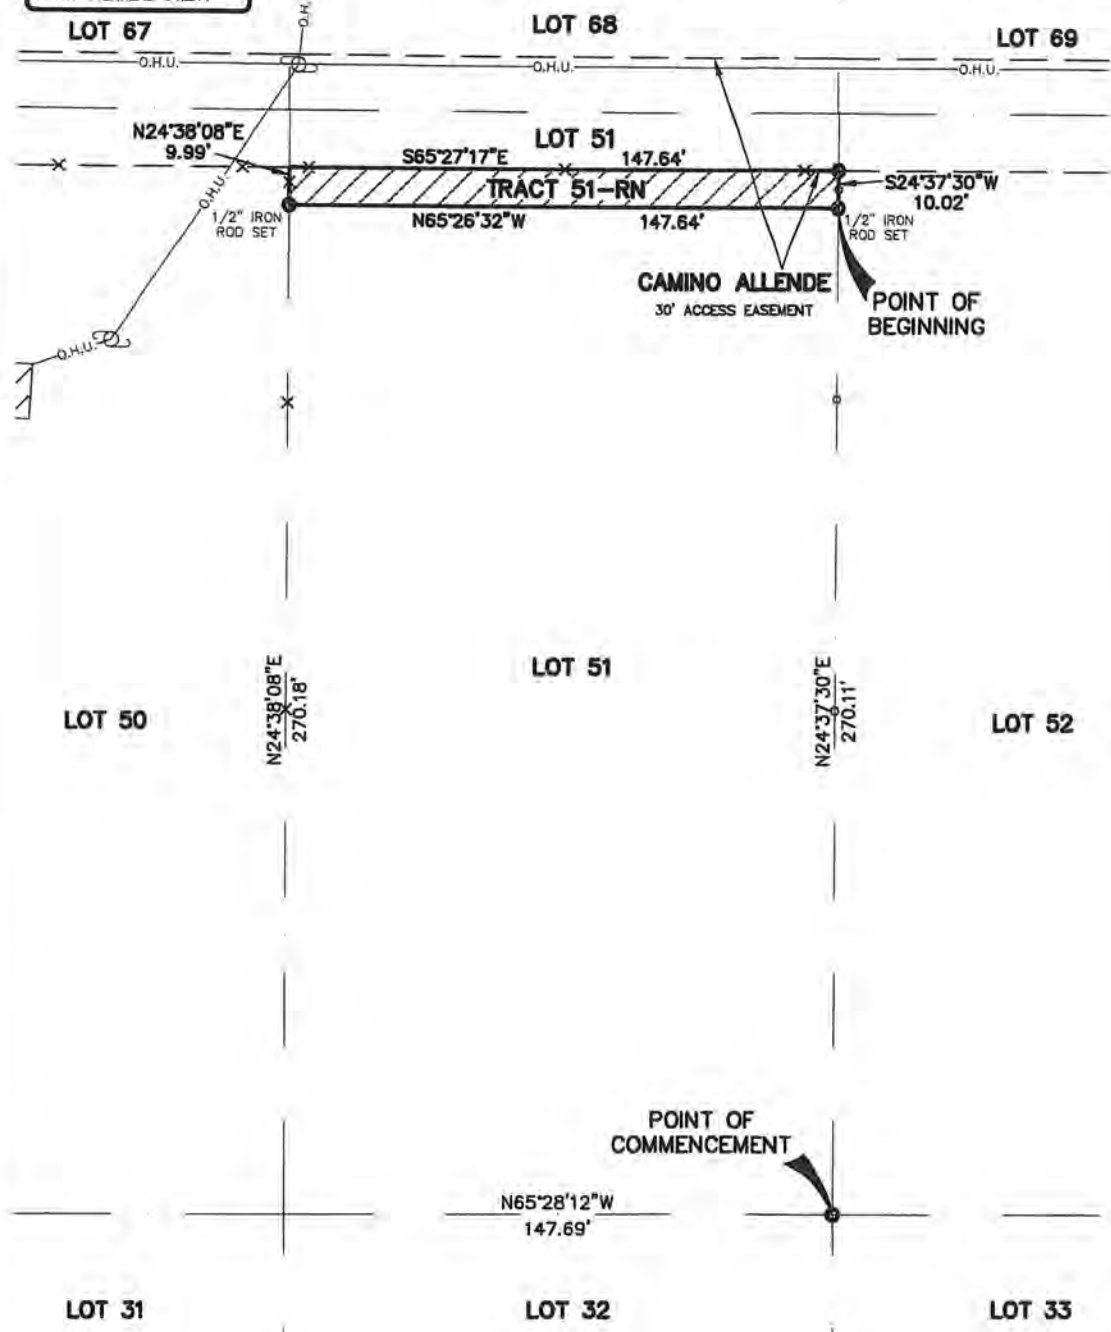 LOT 67
LOT 68
LOT 69
O.H.
O.H.U.
O.H.U.
O.H.U.
N24°38'08"E
9.99'
LOT 51
S65°27'17"E 147.64'
O.H.U.
TRACT 51-RN
S24°37'30"W
10.02'
1/2" IRON
ROD SET
N65°26'32"W 147.64'
1/2" IRON
ROD SET
CAMINO ALLENDE
30' ACCESS EASEMENT
POINT OF
BEGINNING
O.H.U.
LOT 50
N24°38'08"E
270.18'
LOT 51
N24°37'30"E
270.11'
LOT 52
POINT OF
COMMENCEMENT
N65°28'12"W
147.69'
LOT 31
LOT 32
LOT 33